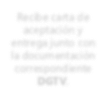 Recibe carta de
aceptación y
entrega junto con
la documentación
correspondiente
DGTV.